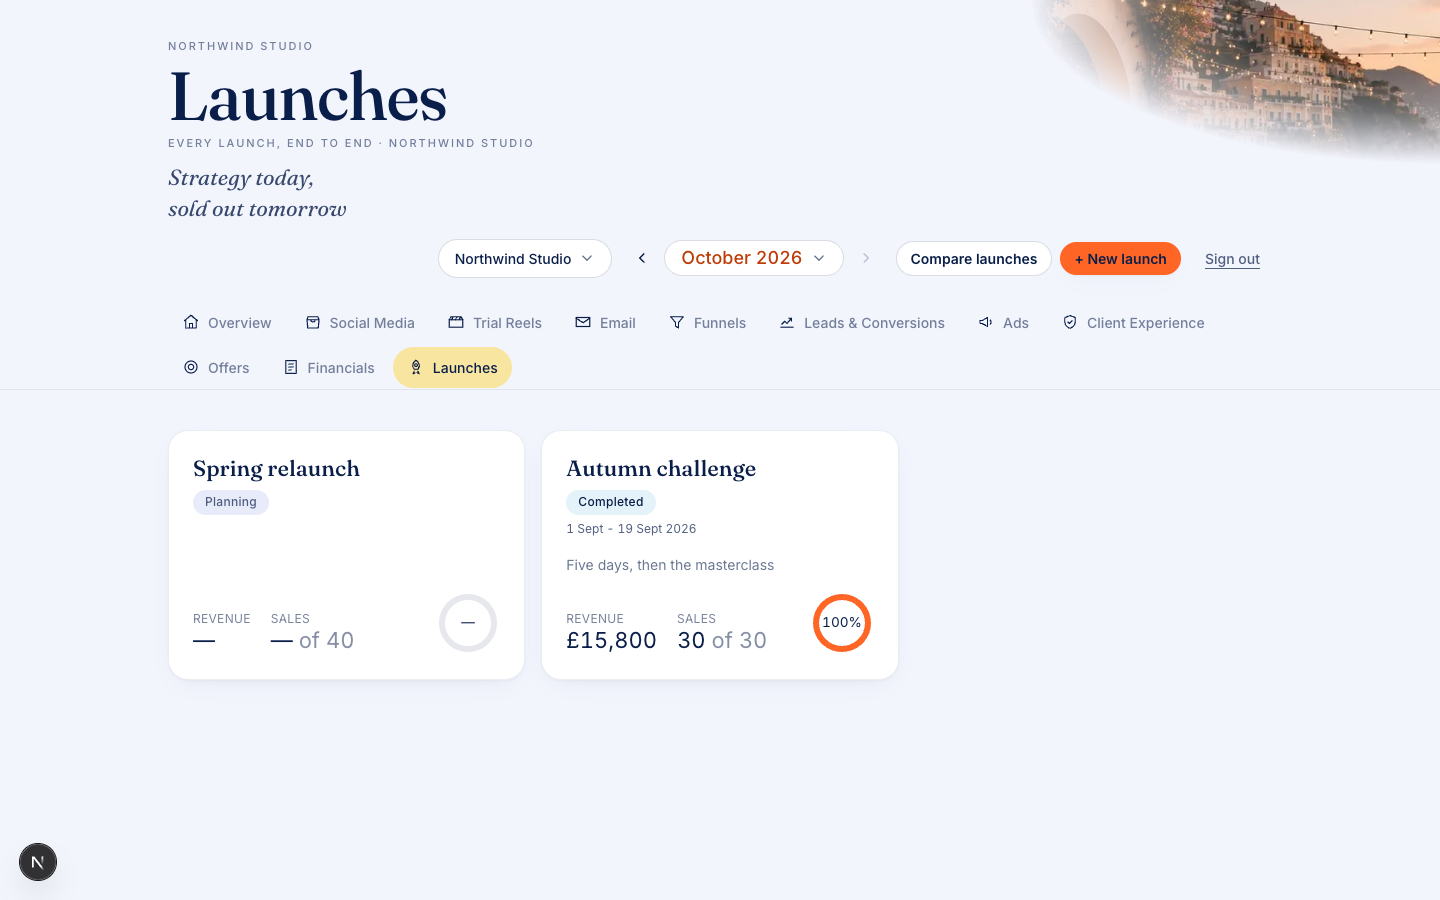 NORTHWIND STUDIO
Launches
EVERY LAUNCH, END TO END · NORTHWIND STUDIO
Strategy today,
sold out tomorrow
Northwind Studio
October 2026
Compare launches
+ New launch
Sign out
Overview
Social Media
Trial Reels
Email
Funnels
Leads & Conversions
Ads
Client Experience
Offers
Financials
Launches
Spring relaunch
Planning
REVENUE
—
SALES
— of 40
—
Autumn challenge
Completed
1 Sept - 19 Sept 2026
Five days, then the masterclass
REVENUE
£15,800
SALES
30 of 30
100%
N